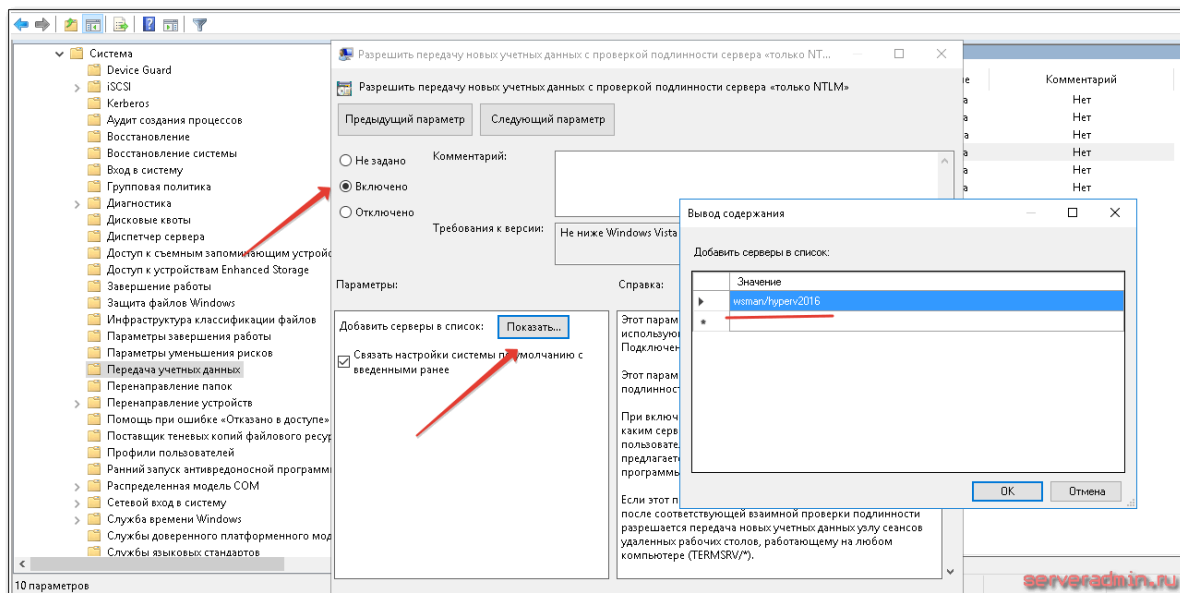 Система
Device Guard
iSCSI
Kerberos
Аудит создания процессов
Восстановление
Восстановление системы
Вход в систему
Групповая политика
Диагностика
Дисковые квоты
Диспетчер сервера
Доступ к съемным запоминающим устройс
Доступ к устройствам Enhanced Storage
Завершение работы
Защита файлов Windows
Инфраструктура классификации файлов
Параметры завершения работы
Параметры уменьшения рисков
Передача учетных данных
Перенаправление папок
Перенаправление устройств
Помощь при ошибке «Отказано в доступе»
Поставщик теневых копий файлового ресур
Профили пользователей
Ранний запуск антивредоносной программы
Распределенная модель COM
Сетевой вход в систему
Служба времени Windows
Службы доверенного платформенного мод
Службы языковых стандартов
10 параметров
Разрешить передачу новых учетных данных с проверкой подлинности сервера «только NT...
Разрешить передачу новых учетных данных с проверкой подлинности сервера «только NTLM»
Предыдущий параметр
Следующий параметр
Не задано
Включено
Отключено
Комментарий:
Требования к версии:
Не ниже Windows Vista
Параметры:
Справка:
Добавить серверы в список:
Показать...
Связать настройки системы по умолчанию с
введенными ранее
Этот парам
использую
Подключен
Этот парам
подлиннос
При включ
каким серв
пользовате
предлагает
программы
Если этот п
после соответствующей взаимной проверки подлинности
разрешается передача новых учетных данных узлу сеансов
удаленных рабочих столов, работающему на любом
компьютере (TERMSRV/*).
Комментарий
Нет
Нет
Нет
Нет
Нет
Нет
Вывод содержания
Добавить серверы в список:
Значение
wsman/hyperv2016
OK
Отмена
serveradmin.ru